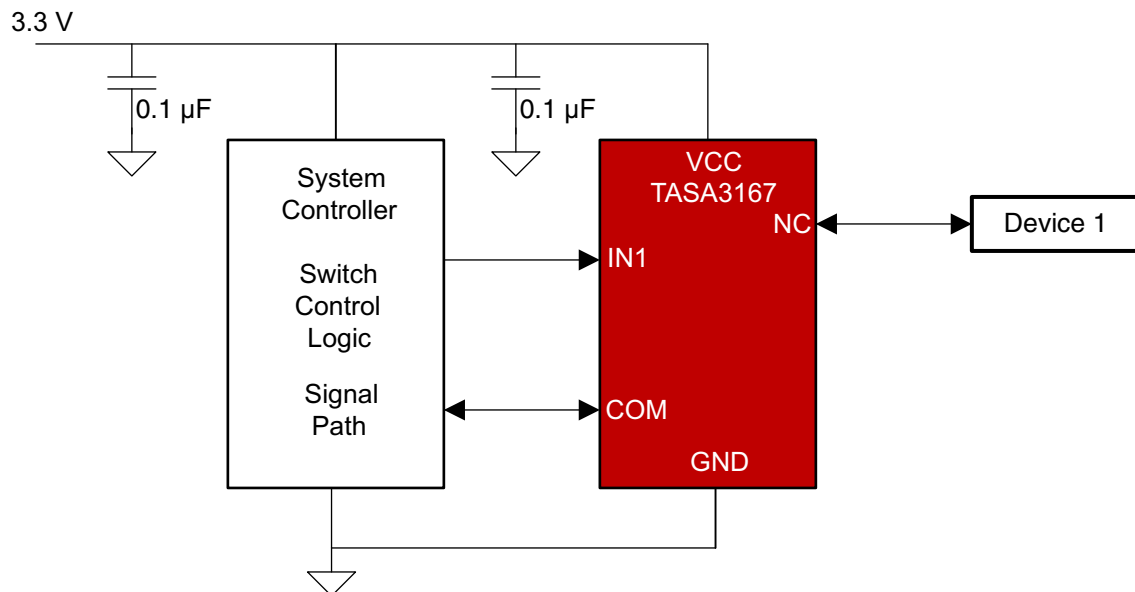 3.3 V
0.1 µF
0.1 µF
System
Controller
Switch
Control
Logic
Signal
Path
VCC
TASA3167
NC
IN1
COM
GND
Device 1